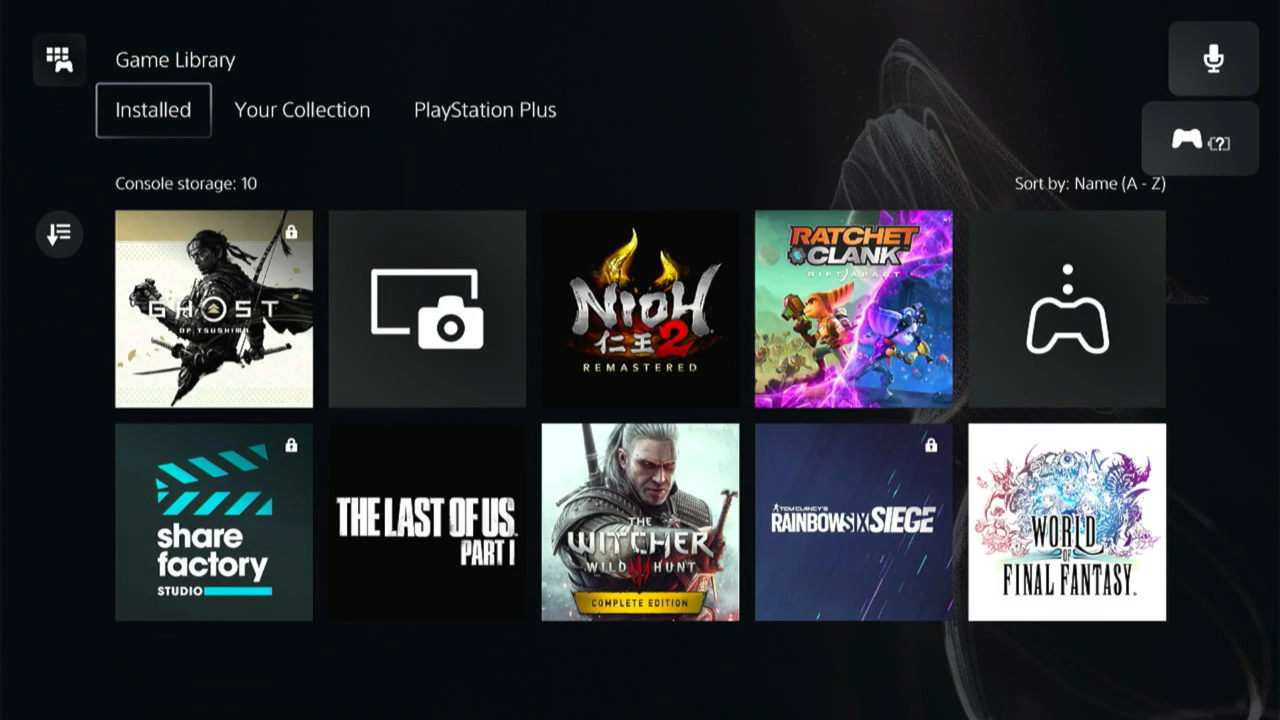 Game Library
Installed
Your Collection
PlayStation Plus
Console storage: 10
Sort by: Name (A - Z)
GHOST
OF TSUSHIMA
NIOH
仁王2
REMASTERED
RATCHET
CLANK
RIFT APART
[?]
share
factory
STUDIO
THE LAST OF US
PART I
THE
WITCHER
WILD HUNT
COMPLETE EDITION
TOM CLANCY'S
RAINBOW SIX SIEGE
WORLD
OF
FINAL FANTASY